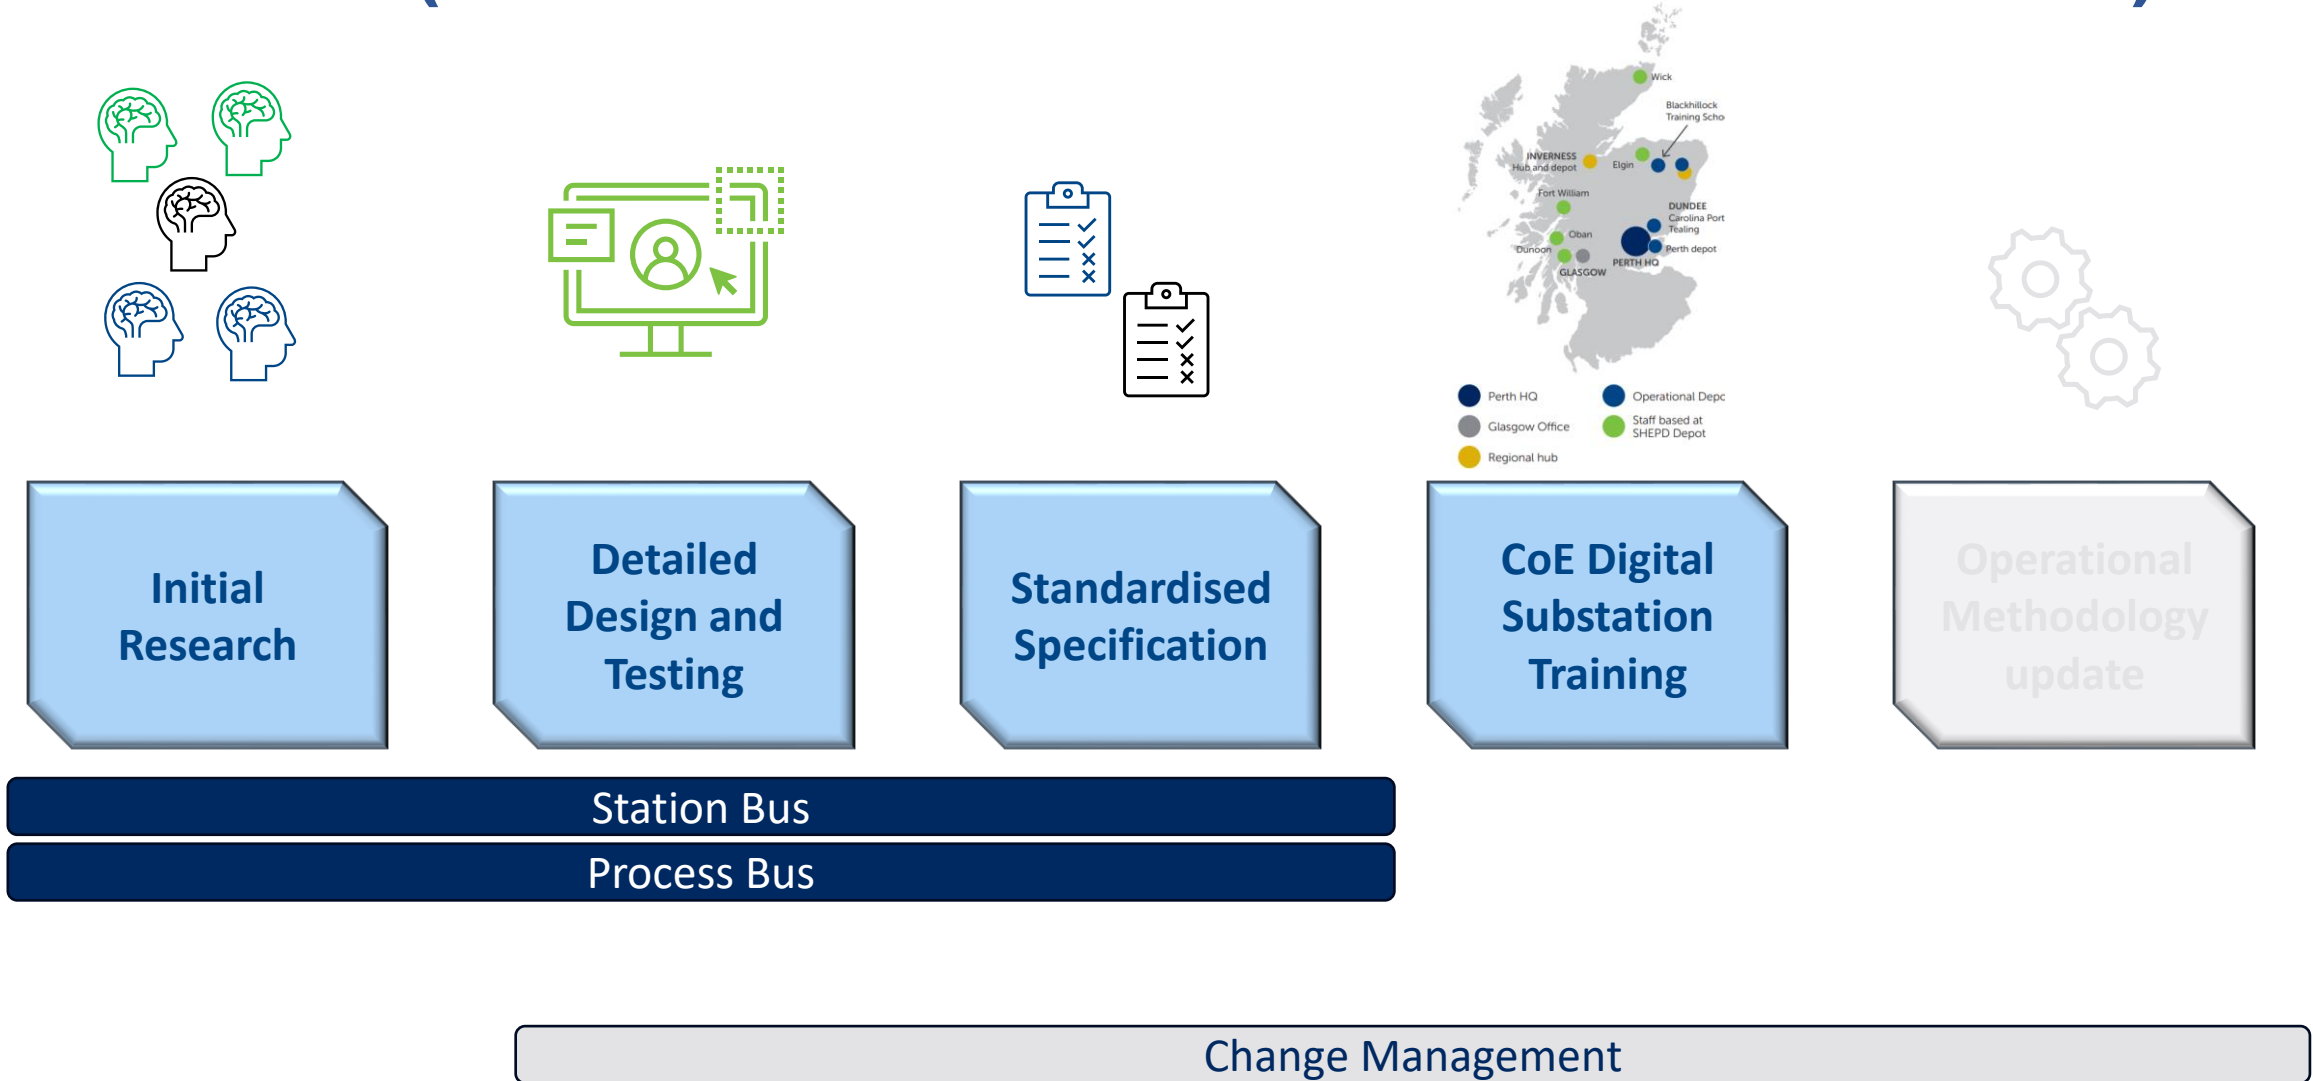 Wick
Blackhillock
Training Scho
INVERNESS
Hub and depot
Elgin
Fort William
DUNDEE
Carolina Port
Tealing
Oban
Perth depot
Dunoon
PERTH HQ
GLASGOW
Perth HQ
Operational Depo
Glasgow Office
Staff based at
SHEPD Depot
Regional hub
Initial
Research
Detailed
Design and
Testing
Standardised
Specification
CoE Digital
Substation
Training
Operational
Methodology
update
Station Bus
Process Bus
Change Management